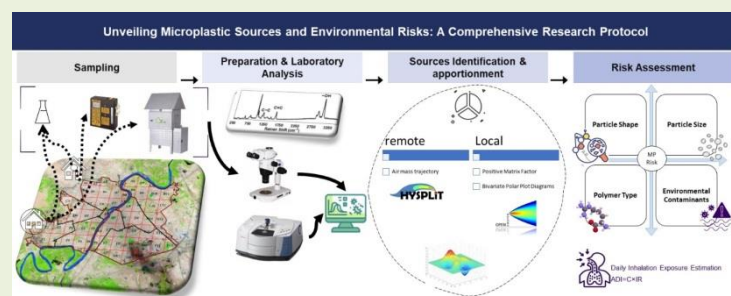 Unveiling Microplastic Sources and Environmental Risks: A Comprehensive Research Protocol
Sampling
Preparation & Laboratory
Analysis
Sources Identification &
apportionment
Risk Assessment
remote
Local
Air mass trajectory
Positive Matrix Factor
Bivariate Polar Plot Diagrams
HYSPLIT
Particle Shape
Particle Size
MP
Risk
Polymer Type
Environmental
Contaminants
Daily Inhalation Exposure Estimation
ADI=C×IR